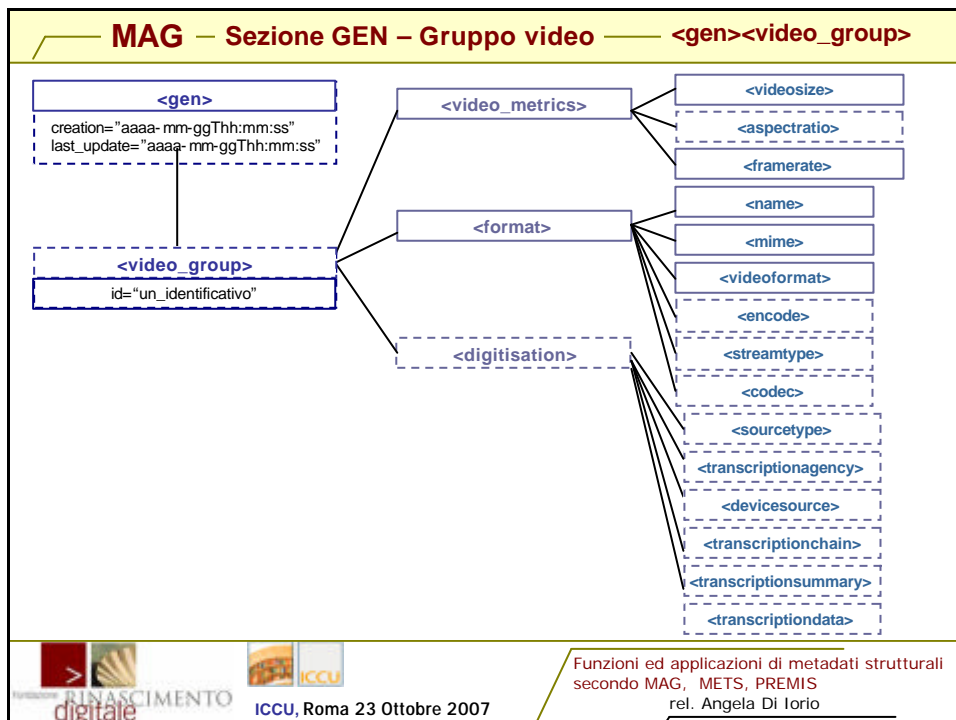 MAG – Sezione GEN – Gruppo video <gen><video_group>
<gen>
creation="aaaa-mm-ggThh:mm:ss"
last_update="aaaa-mm-ggThh:mm:ss"
<video_group>
id="un_identificativo"
<video_metrics>
<format>
<digitisation>
<videosize>
<aspectratio>
<framerate>
<name>
<mime>
<videoformat>
<encode>
<streamtype>
<codec>
<sourcetype>
<transcriptionagency>
<devicesource>
<transcriptionchain>
<transcriptionsummary>
<transcriptiondata>
Fondazione RINASCIMENTO
digitale
ICCU
ICCU, Roma 23 Ottobre 2007
Funzioni ed applicazioni di metadati strutturali
secondo MAG, METS, PREMIS
rel. Angela Di Iorio